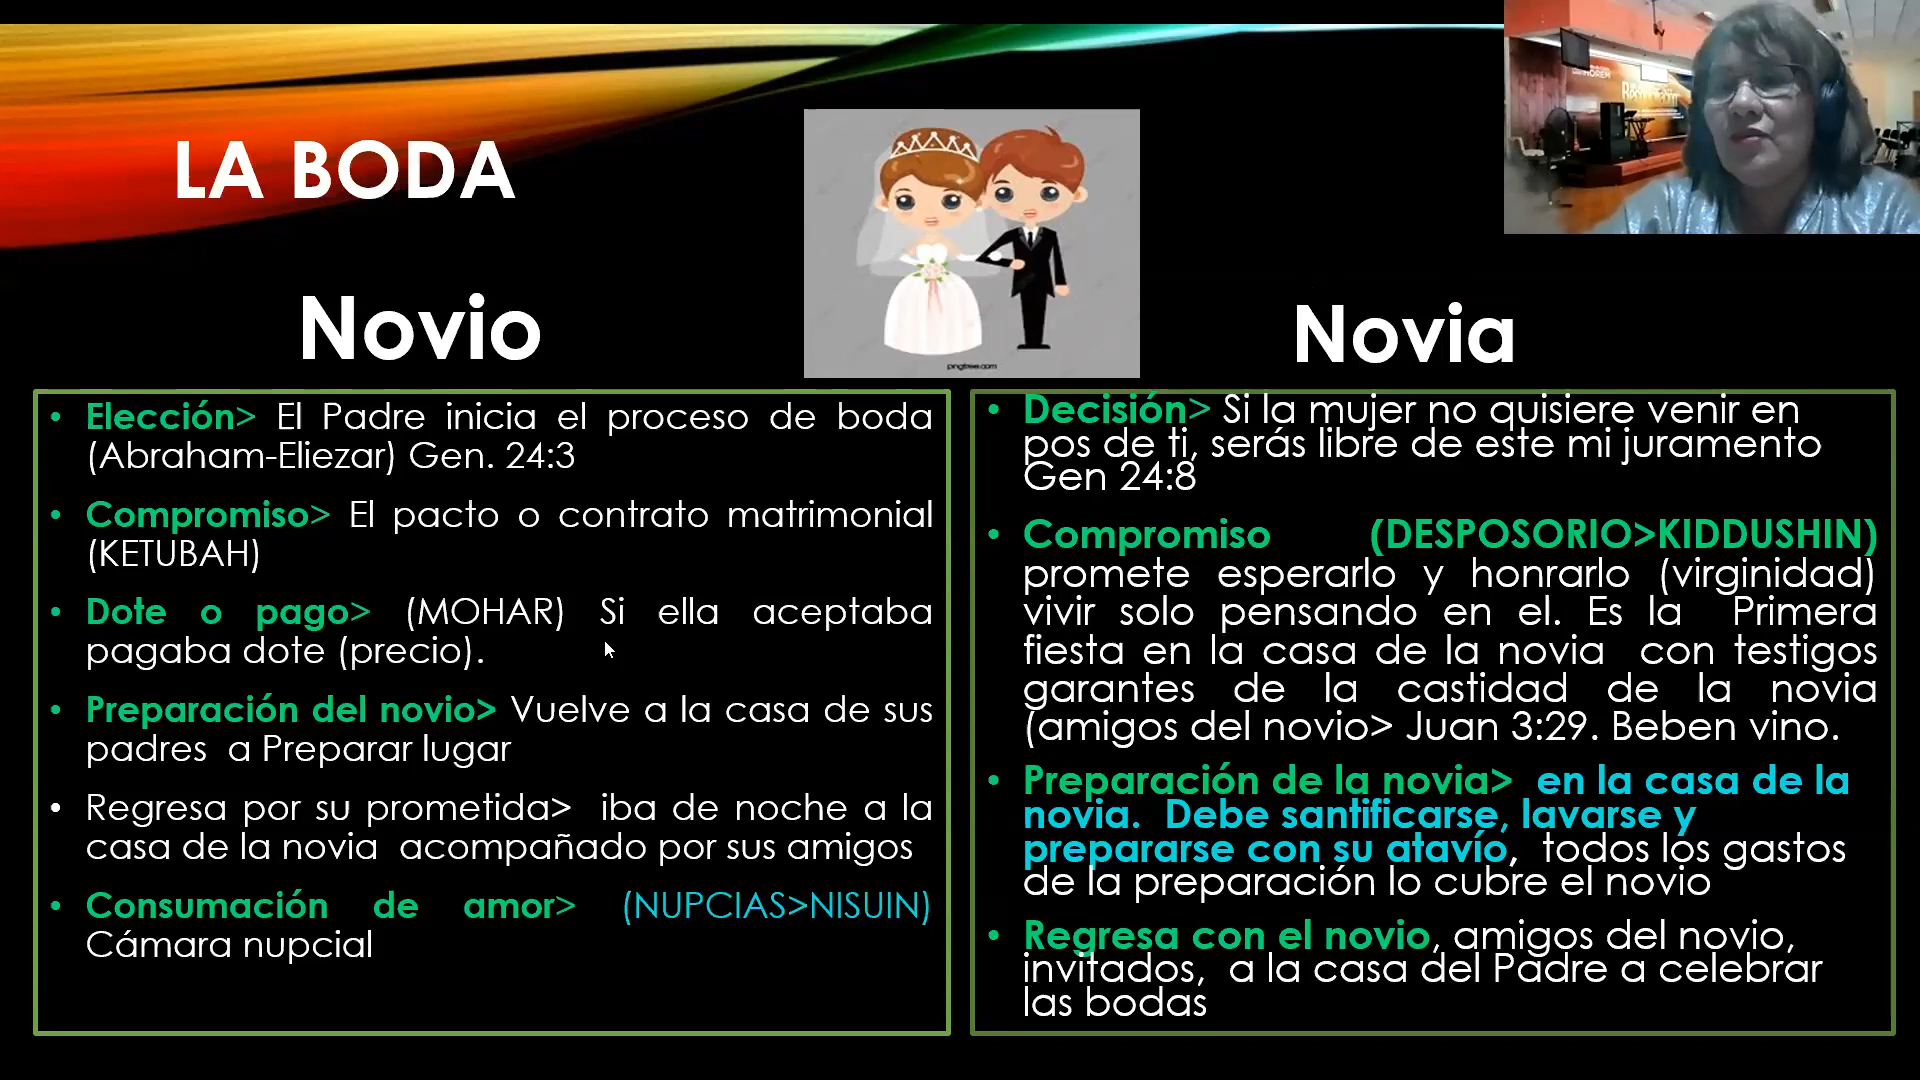 LA BODA
Novio
Novia
pngtree.com
• Elección> El Padre inicia el proceso de boda
(Abraham-Eliezar) Gen. 24:3
• Compromiso> El pacto o contrato matrimonial
(KETUBAH)
• Dote o pago> (MOHAR) Si ella aceptaba
pagaba dote (precio).
• Preparación del novio> Vuelve a la casa de sus
padres a Preparar lugar
• Regresa por su prometida> iba de noche a la
casa de la novia acompañado por sus amigos
• Consumación de amor> (NUPCIAS>NISUIN)
Cámara nupcial
• Decisión> Si la mujer no quisiere venir en
pos de ti, serás libre de este mi juramento
Gen 24:8
• Compromiso (DESPOSORIO>KIDDUSHIN)
promete esperarlo y honrarlo (virginidad)
vivir solo pensando en el. Es la Primera
fiesta en la casa de la novia con testigos
garantes de la castidad de la novia
(amigos del novio> Juan 3:29. Beben vino.
• Preparación de la novia> en la casa de la
novia. Debe santificarse, lavarse y
prepararse con su atavío, todos los gastos
de la preparación lo cubre el novio
• Regresa con el novio, amigos del novio,
invitados, a la casa del Padre a celebrar
las bodas